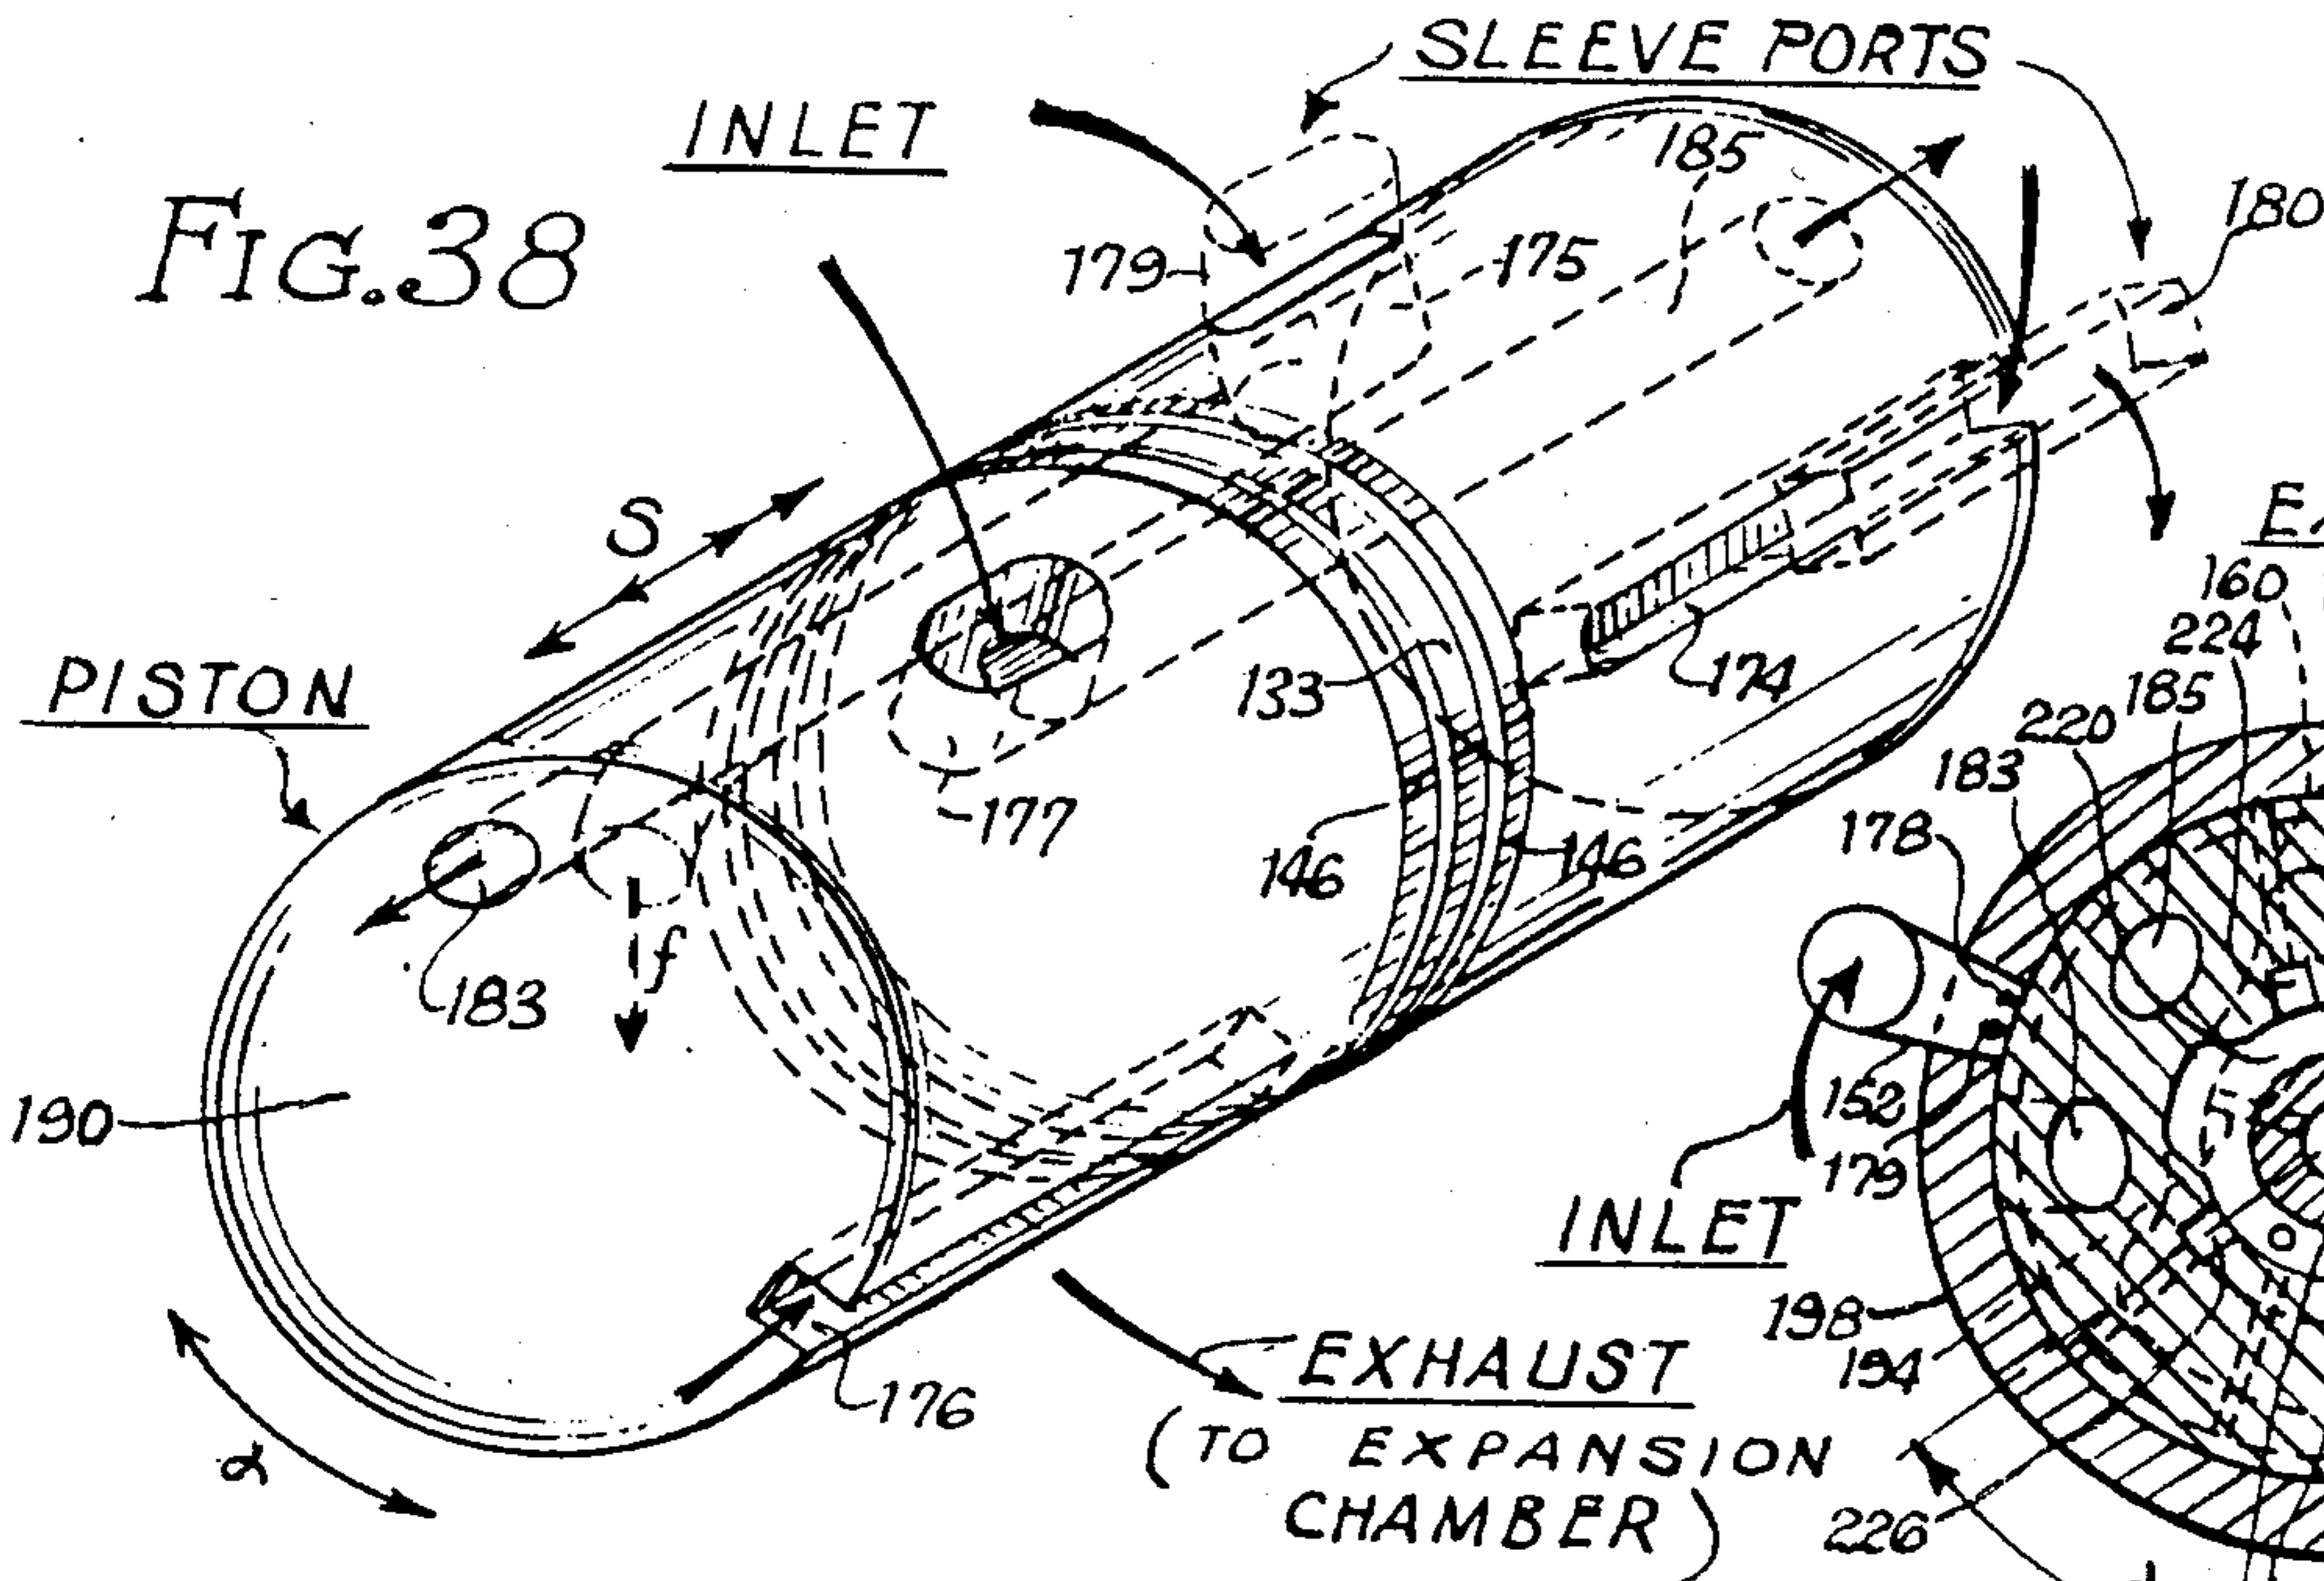 SLEEVE PORTS
INLET
FIG. 38
185
180
179
175
S
160
224
185
220
183
178
PISTON
133
174
177
146
146
183
f
190
152
179
INLET
198
194
176
EXHAUST
(TO EXPANSION
CHAMBER)
226
α